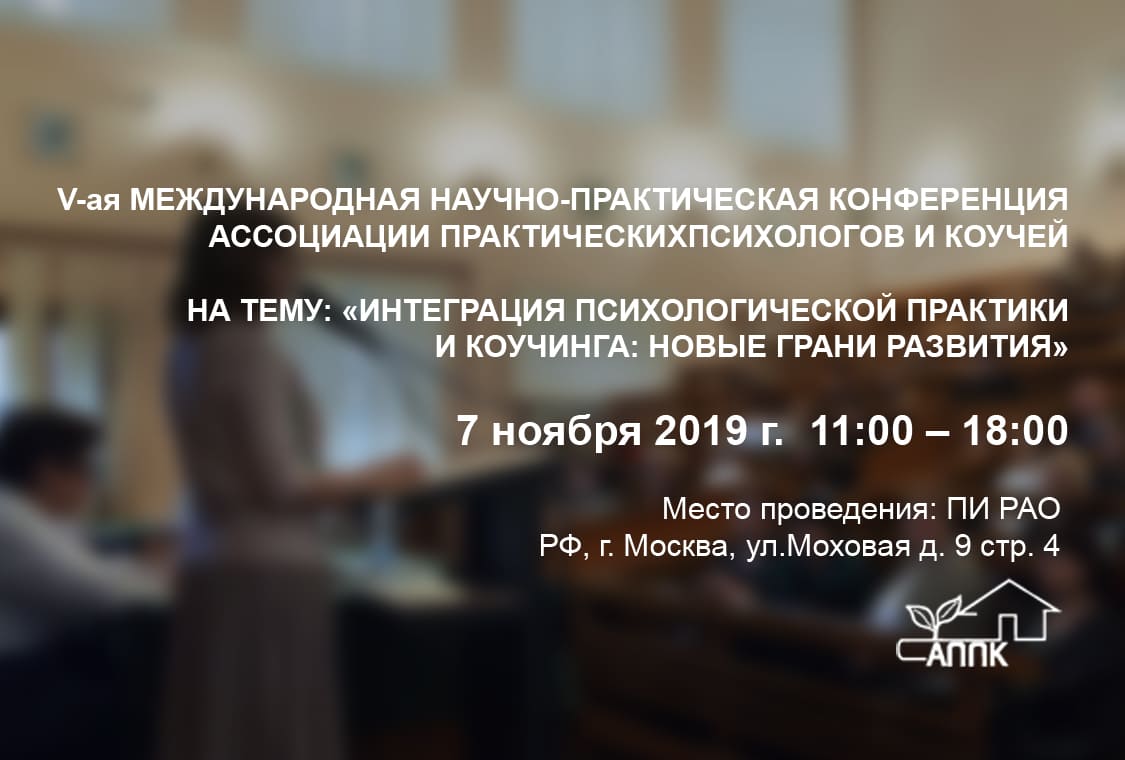 V-ая МЕЖДУНАРОДНАЯ НАУЧНО-ПРАКТИЧЕСКАЯ КОНФЕРЕНЦИЯ
АССОЦИАЦИИ ПРАКТИЧЕСКИХПСИХОЛОГОВ И КОУЧЕЙ
НА ТЕМУ: «ИНТЕГРАЦИЯ ПСИХОЛОГИЧЕСКОЙ ПРАКТИКИ
И КОУЧИНГА: НОВЫЕ ГРАНИ РАЗВИТИЯ»
7 ноября 2019 г. 11:00 – 18:00
Место проведения: ПИ РАО
РФ, г. Москва, ул.Моховая д. 9 стр. 4
АППК